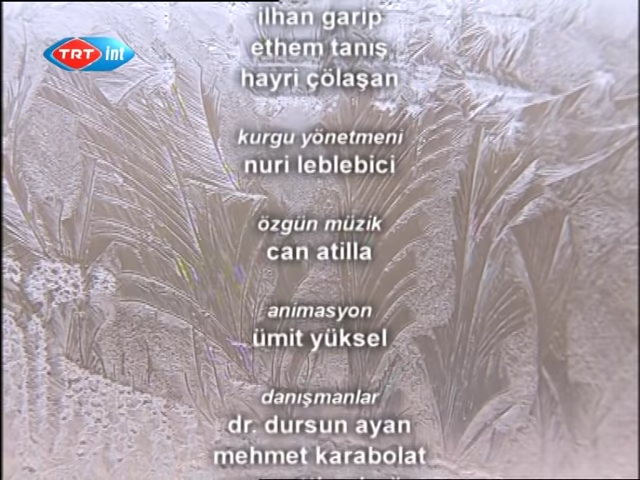 TRT int
ilhan garip
ethem tanış
hayri çölaşan
kurgu yönetmeni
nuri leblebici
özgün müzik
can atilla
animasyon
ümit yüksel
danışmanlar
dr. dursun ayan
mehmet karabolat